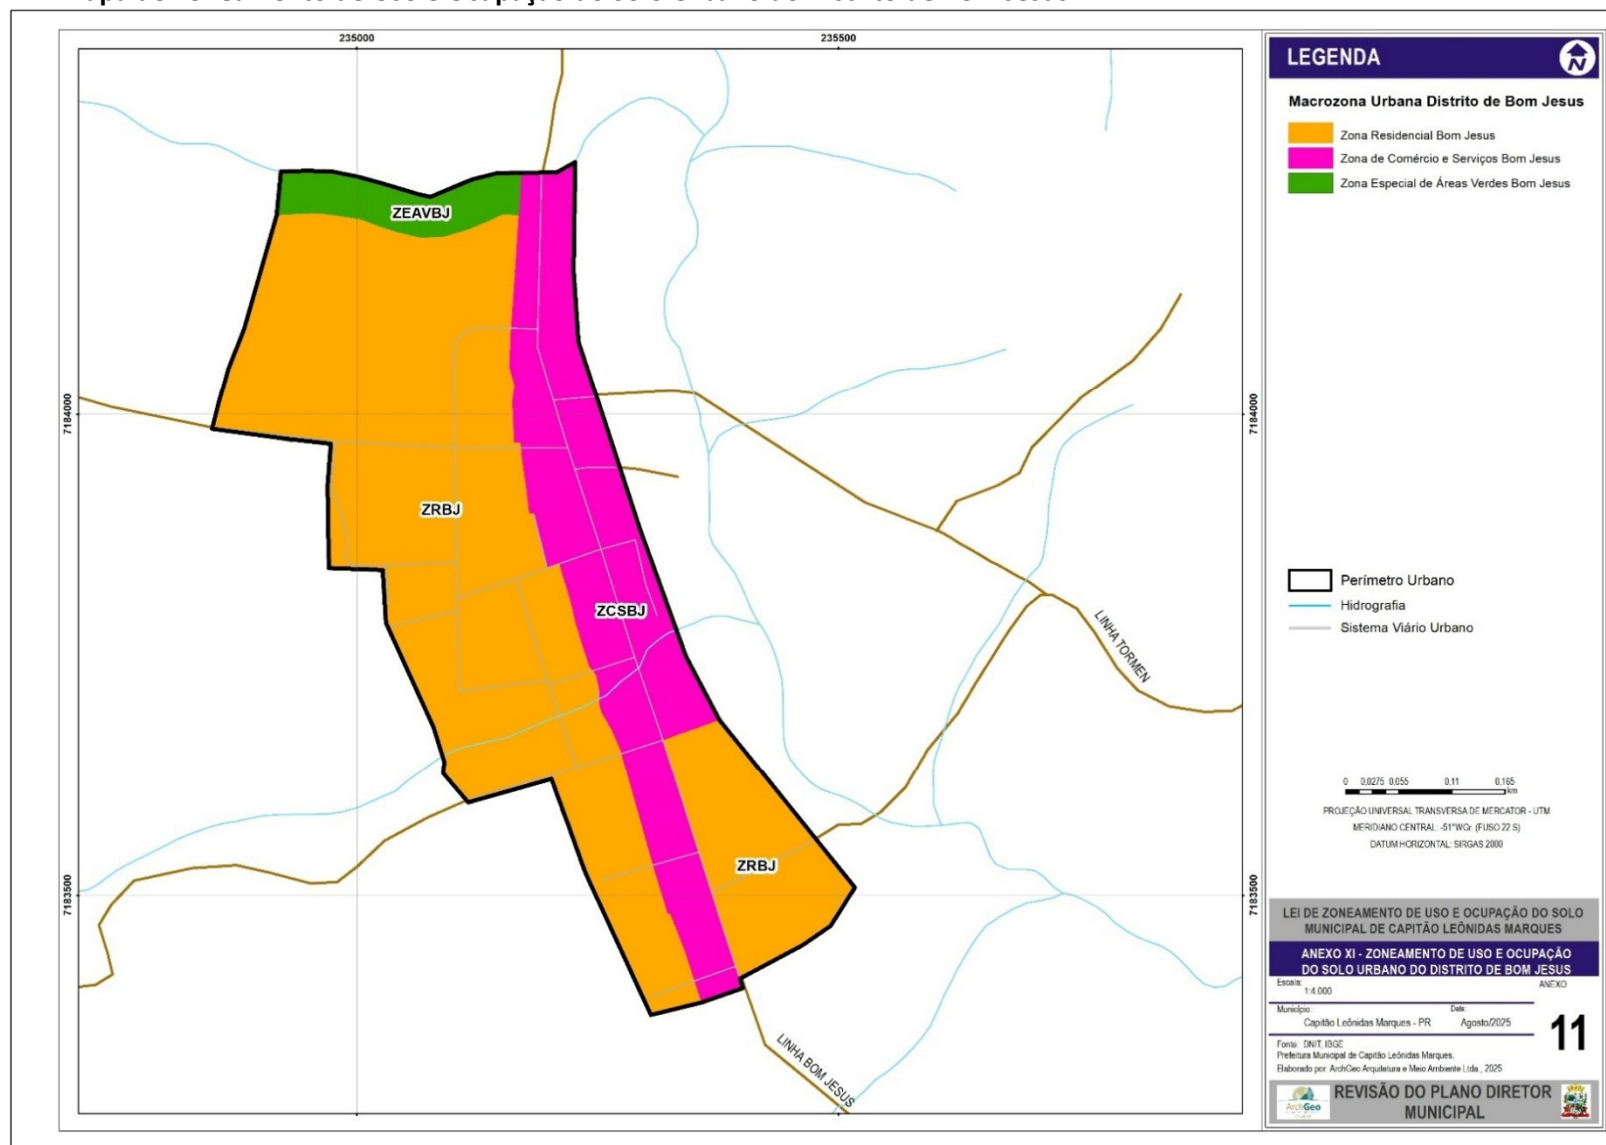 235000
235500
7184000
7184000
7183500
7183500
ZEAVBJ
ZRBJ
ZCSBJ
ZRBJ
LINHA TORMEN
LINHA BOM JESUS
LEGENDA
N
Macrozona Urbana Distrito de Bom Jesus
Zona Residencial Bom Jesus
Zona de Comércio e Serviços Bom Jesus
Zona Especial de Áreas Verdes Bom Jesus
Perímetro Urbano
Hidrografia
Sistema Viário Urbano
0 0,0275 0,055 0,11 0,165
km
PROJEÇÃO UNIVERSAL TRANSVERSA DE MERCATOR - UTM
MERIDIANO CENTRAL: -51°WGr. (FUSO 22 S)
DATUM HORIZONTAL: SIRGAS 2000
LEI DE ZONEAMENTO DE USO E OCUPAÇÃO DO SOLO
MUNICIPAL DE CAPITÃO LEÔNIDAS MARQUES
ANEXO XI - ZONEAMENTO DE USO E OCUPAÇÃO
DO SOLO URBANO DO DISTRITO DE BOM JESUS
Escala: 1:4.000
ANEXO
11
Município: Capitão Leônidas Marques - PR
Data: Agosto/2025
Fonte: DNIT, IBGE
Prefeitura Municipal de Capitão Leônidas Marques.
Elaborado por: ArchGeo Arquitetura e Meio Ambiente Ltda., 2025
ArchGeo
REVISÃO DO PLANO DIRETOR
MUNICIPAL